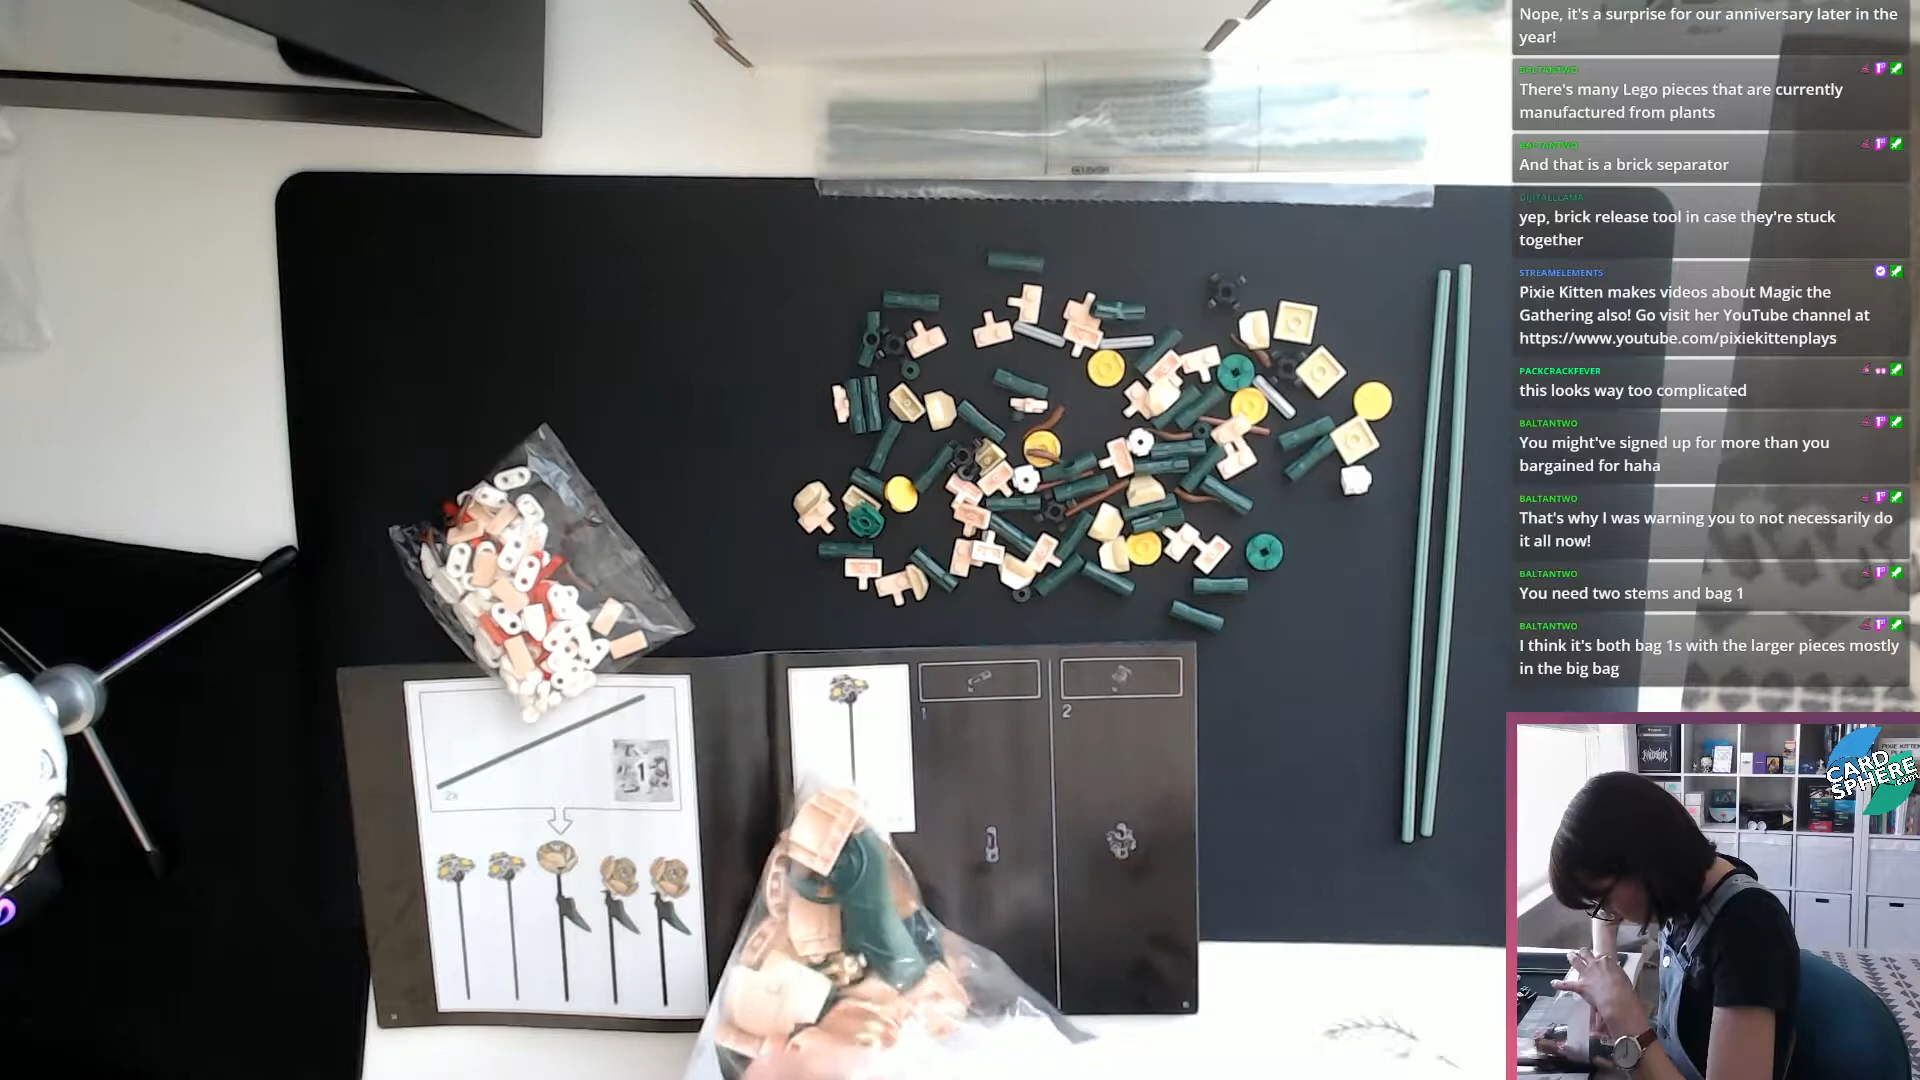 Nope, it's a surprise for our anniversary later in the
year!
BALTANTWO
There's many Lego pieces that are currently
manufactured from plants
BALTANTWO
And that is a brick separator
DIJITALLLAMA
yep, brick release tool in case they're stuck
together
STREAMELEMENTS
Pixie Kitten makes videos about Magic the
Gathering also! Go visit her YouTube channel at
https://www.youtube.com/pixiekittenplays
PACKCRACKFEVER
this looks way too complicated
BALTANTWO
You might've signed up for more than you
bargained for haha
BALTANTWO
That's why I was warning you to not necessarily do
it all now!
BALTANTWO
You need two stems and bag 1
BALTANTWO
I think it's both bag 1s with the larger pieces mostly
in the big bag
1
2
2x
1
CARD
SPHERE
.com